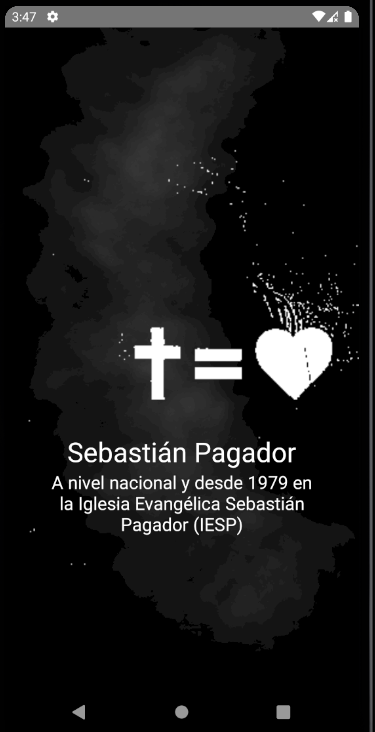 3:47
Sebastián Pagador
A nivel nacional y desde 1979 en
la Iglesia Evangélica Sebastián
Pagador (IESP)